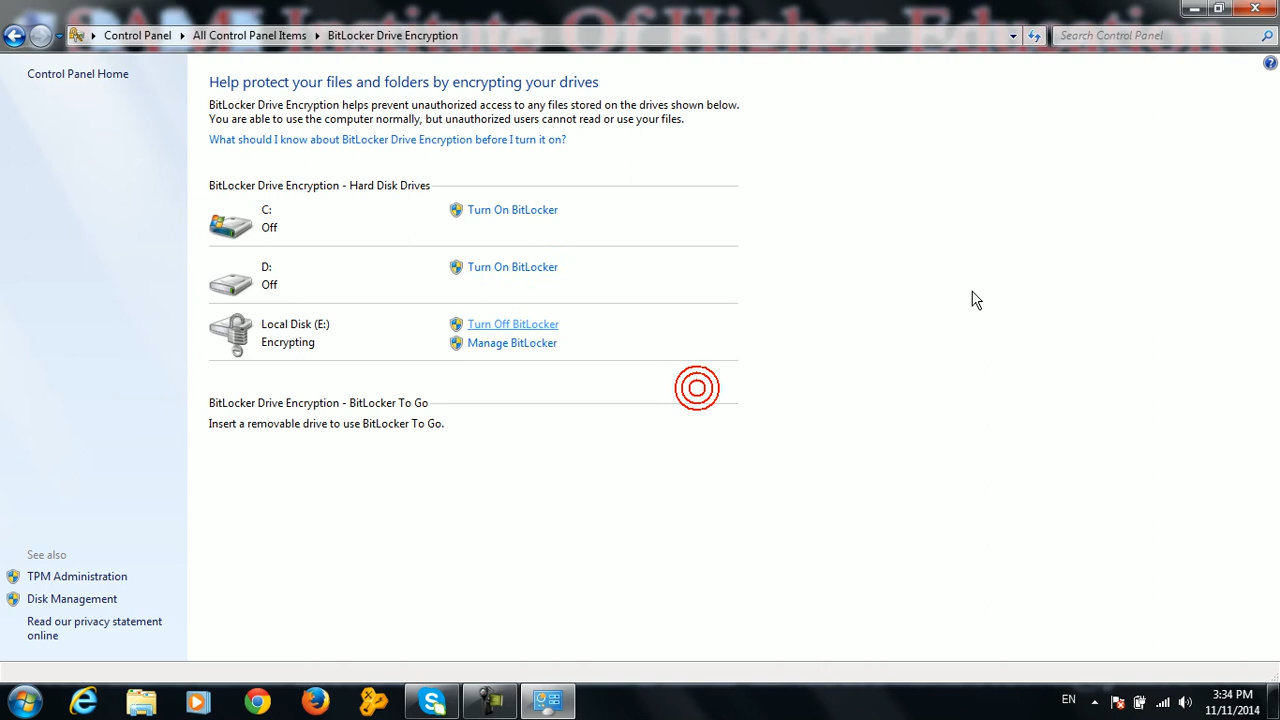 SAM Institute Of Higher Education
Control Panel
All Control Panel Items
BitLocker Drive Encryption
Search Control Panel
Control Panel Home
Help protect your files and folders by encrypting your drives
BitLocker Drive Encryption helps prevent unauthorized access to any files stored on the drives shown below.
You are able to use the computer normally, but unauthorized users cannot read or use your files.
What should I know about BitLocker Drive Encryption before I turn it on?
BitLocker Drive Encryption - Hard Disk Drives
C:
Off
Turn On BitLocker
D:
Off
Turn On BitLocker
Local Disk (E:)
Encrypting
Turn Off BitLocker
Manage BitLocker
BitLocker Drive Encryption - BitLocker To Go
Insert a removable drive to use BitLocker To Go.
See also
TPM Administration
Disk Management
Read our privacy statement
online
EN
3:34 PM
11/11/2014